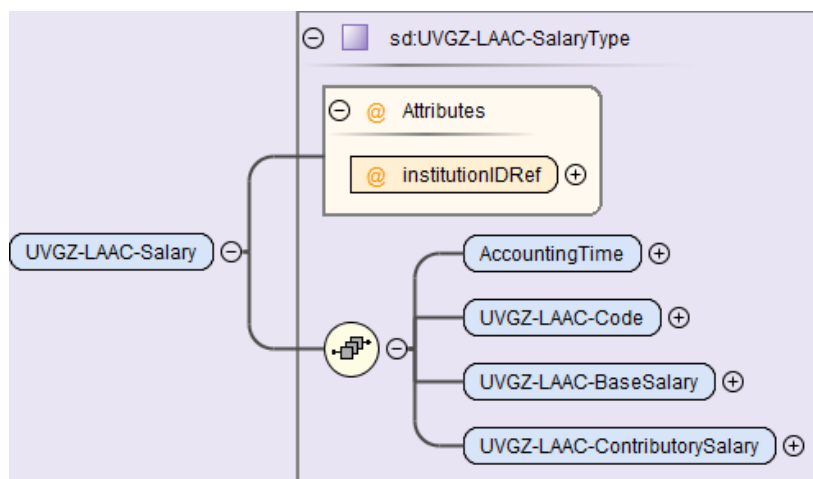 sd:UVGZ-LAAC-SalaryType
@ Attributes
@ institutionIDRef
UVGZ-LAAC-Salary
AccountingTime
UVGZ-LAAC-Code
UVGZ-LAAC-BaseSalary
UVGZ-LAAC-ContributorySalary